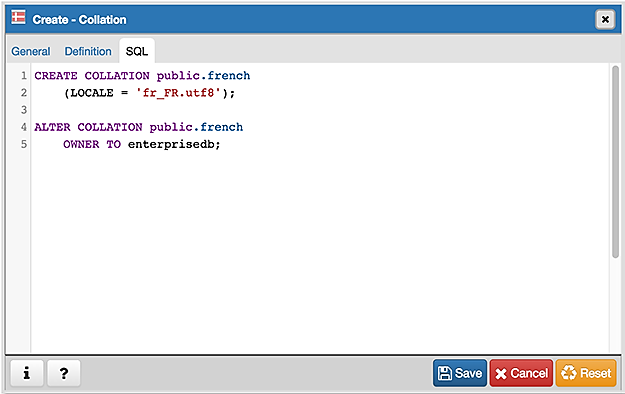 Create - Collation
General Definition SQL
1 CREATE COLLATION public.french
2 (LOCALE = 'fr_FR.utf8');
3
4 ALTER COLLATION public.french
5 OWNER TO enterprisedb;
i ? Save Cancel Reset